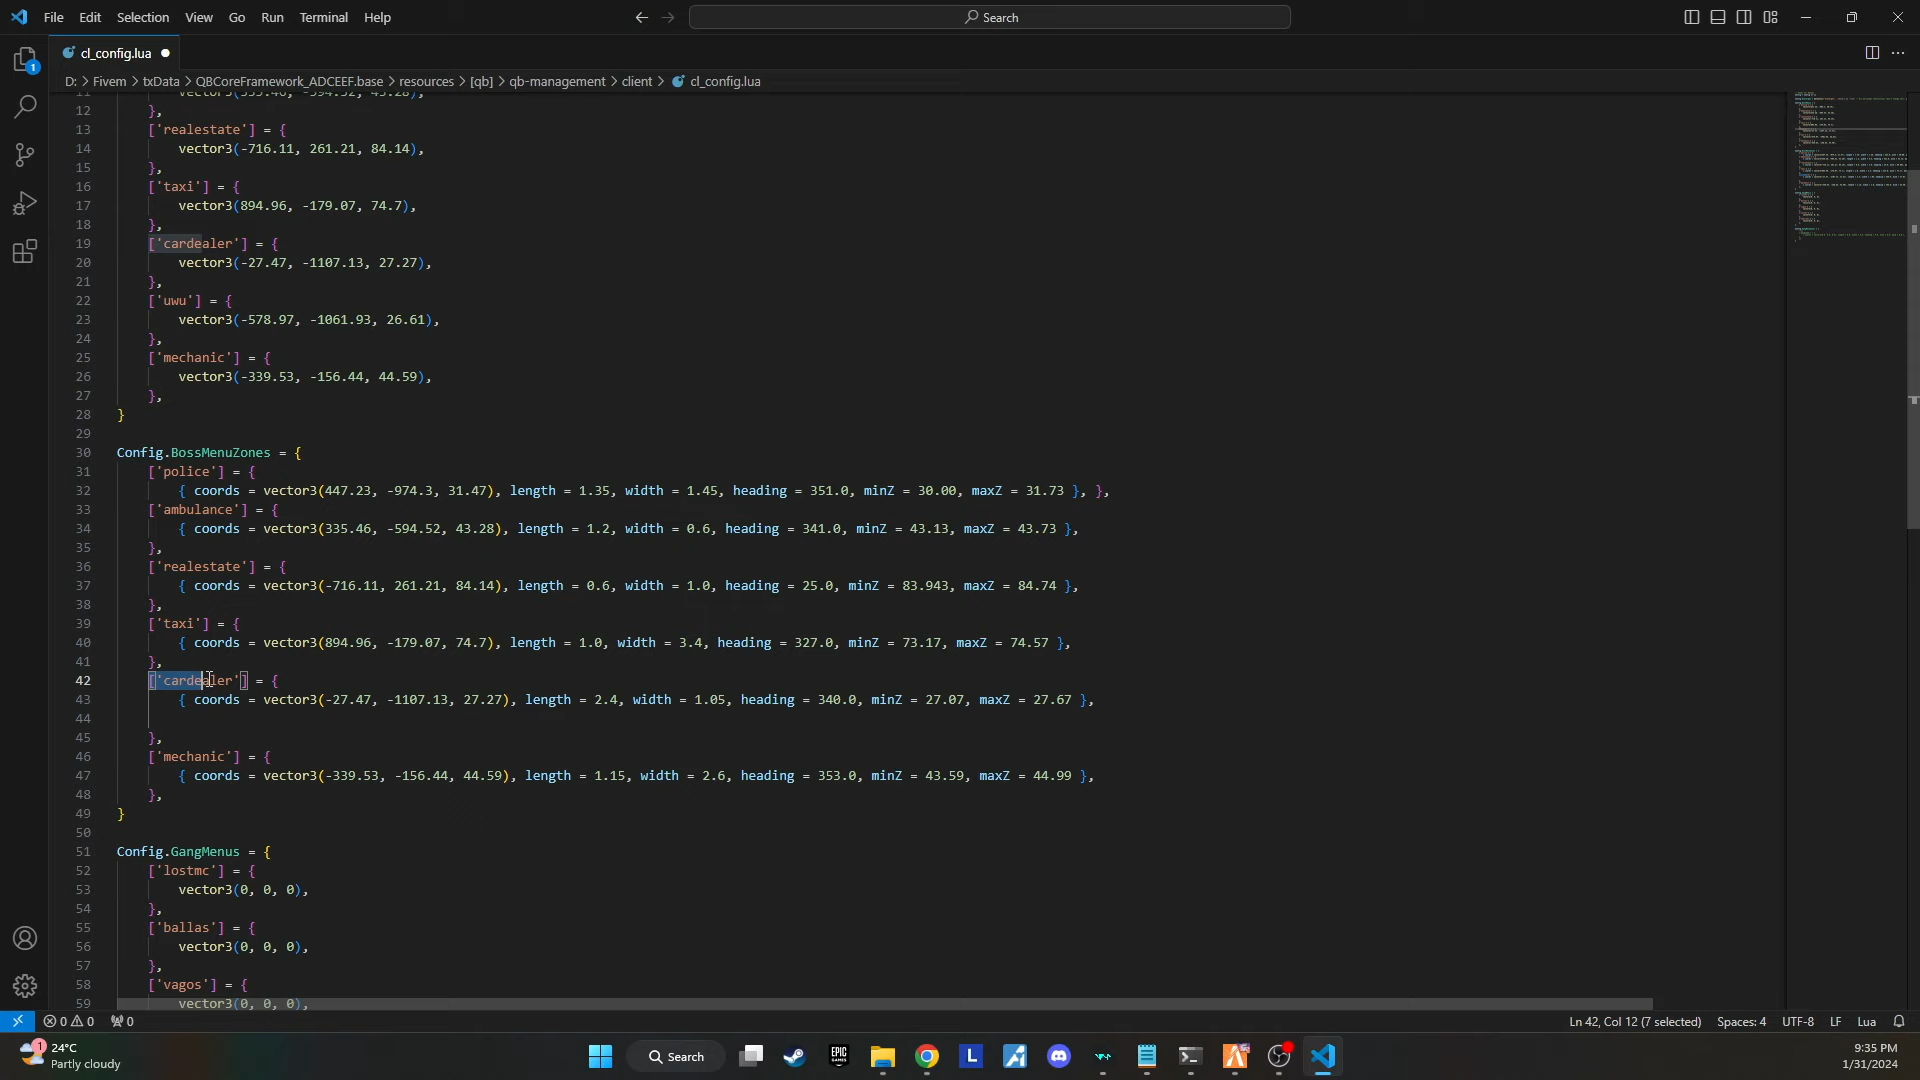 File Edit Selection View Go Run Terminal Help
Search
cl_config.lua
D: > Fivem > txData > QBCoreFramework_ADCEEF.base > resources > [qb] > qb-management > client > cl_config.lua
11 vector3(335.46, -594.52, 43.28),
12 },
13 ['realestate'] = {
14 vector3(-716.11, 261.21, 84.14),
15 },
16 ['taxi'] = {
17 vector3(894.96, -179.07, 74.7),
18 },
19 ['cardealer'] = {
20 vector3(-27.47, -1107.13, 27.27),
21 },
22 ['uwu'] = {
23 vector3(-578.97, -1061.93, 26.61),
24 },
25 ['mechanic'] = {
26 vector3(-339.53, -156.44, 44.59),
27 },
28 }
29
30 Config.BossMenuZones = {
31 ['police'] = {
32 { coords = vector3(447.23, -974.3, 31.47), length = 1.35, width = 1.45, heading = 351.0, minZ = 30.00, maxZ = 31.73 }, },
33 ['ambulance'] = {
34 { coords = vector3(335.46, -594.52, 43.28), length = 1.2, width = 0.6, heading = 341.0, minZ = 43.13, maxZ = 43.73 },
35 },
36 ['realestate'] = {
37 { coords = vector3(-716.11, 261.21, 84.14), length = 0.6, width = 1.0, heading = 25.0, minZ = 83.943, maxZ = 84.74 },
38 },
39 ['taxi'] = {
40 { coords = vector3(894.96, -179.07, 74.7), length = 1.0, width = 3.4, heading = 327.0, minZ = 73.17, maxZ = 74.57 },
41 },
42 ['cardealer'] = {
43 { coords = vector3(-27.47, -1107.13, 27.27), length = 2.4, width = 1.05, heading = 340.0, minZ = 27.07, maxZ = 27.67 },
44
45 },
46 ['mechanic'] = {
47 { coords = vector3(-339.53, -156.44, 44.59), length = 1.15, width = 2.6, heading = 353.0, minZ = 43.59, maxZ = 44.99 },
48 },
49 }
50
51 Config.GangMenus = {
52 ['lostmc'] = {
53 vector3(0, 0, 0),
54 },
55 ['ballas'] = {
56 vector3(0, 0, 0),
57 },
58 ['vagos'] = {
59 vector3(0, 0, 0),
1
0 0 0 Ln 42, Col 12 (7 selected) Spaces: 4 UTF-8 LF Lua
1 24°C
Partly cloudy
Search
EPIC GAMES
L
9:35 PM
1/31/2024